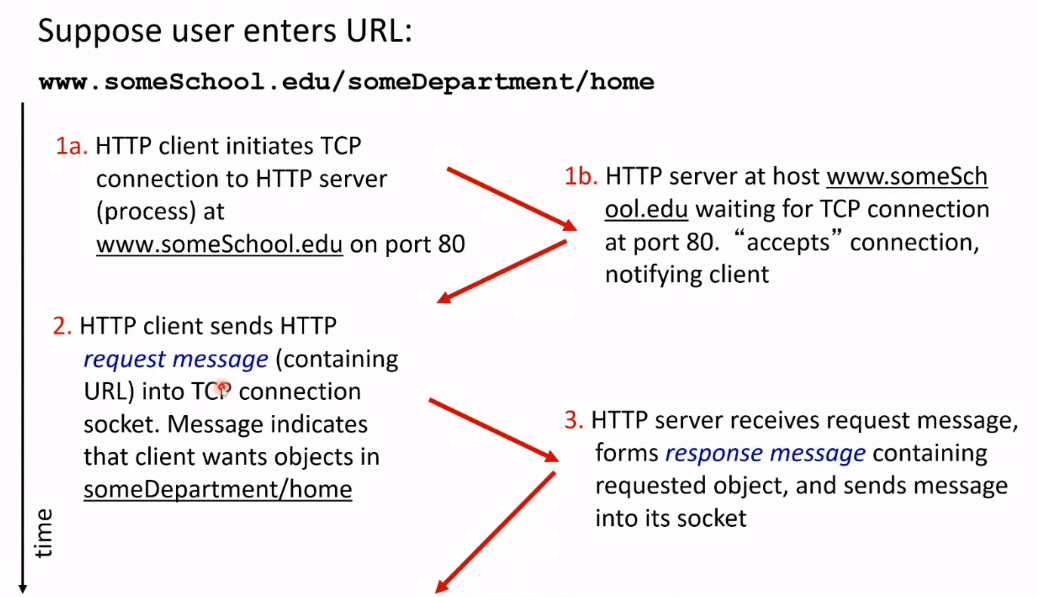 Suppose user enters URL:
www.someSchool.edu/someDepartment/home
1a. HTTP client initiates TCP
connection to HTTP server
(process) at
www.someSchool.edu on port 80
1b. HTTP server at host www.someSch
ool.edu waiting for TCP connection
at port 80. “accepts” connection,
notifying client
2. HTTP client sends HTTP
request message (containing
URL) into TCP connection
socket. Message indicates
that client wants objects in
someDepartment/home
3. HTTP server receives request message,
forms response message containing
requested object, and sends message
into its socket
time